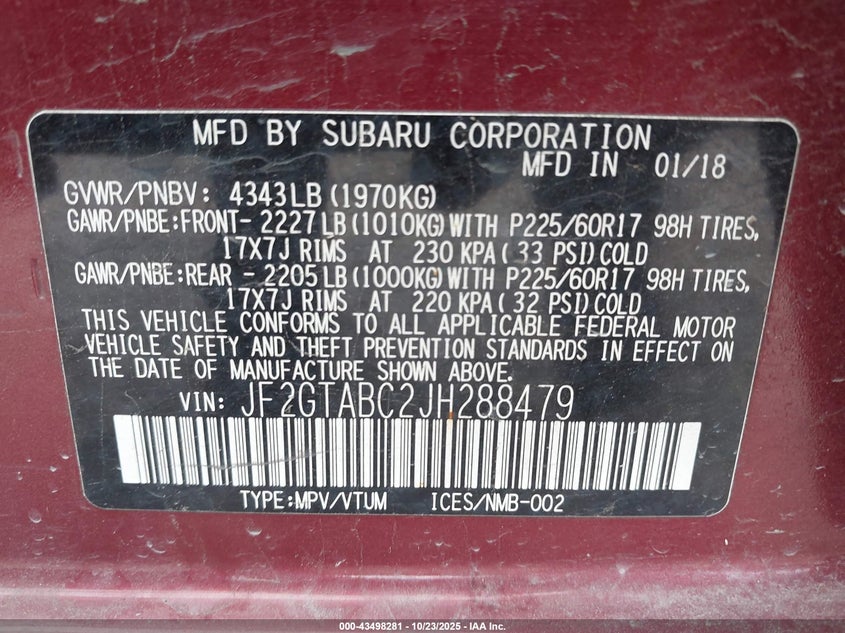 MFD BY SUBARU CORPORATION
MFD IN 01/18
GVWR/PNBV: 4343LB(1970KG)
GAWR/PNBE:FRONT- 2227LB(1010KG)WITH P225/60R17 98H TIRES,
17X7J RIMS AT 230 KPA( 33 PSI)COLD
GAWR/PNBE:REAR - 2205LB(1000KG)WITH P225/60R17 98H TIRES,
17X7J RIMS AT 220 KPA( 32 PSI)COLD
THIS VEHICLE CONFORMS TO ALL APPLICABLE FEDERAL MOTOR
VEHICLE SAFETY AND THEFT PREVENTION STANDARDS IN EFFECT ON
THE DATE OF MANUFACTURE SHOWN ABOVE.
VIN: JF2GTABC2JH288479
TYPE:MPV/VTUM ICES/NMB-002
000-43498281 - 10/23/2025 - IAA Inc.